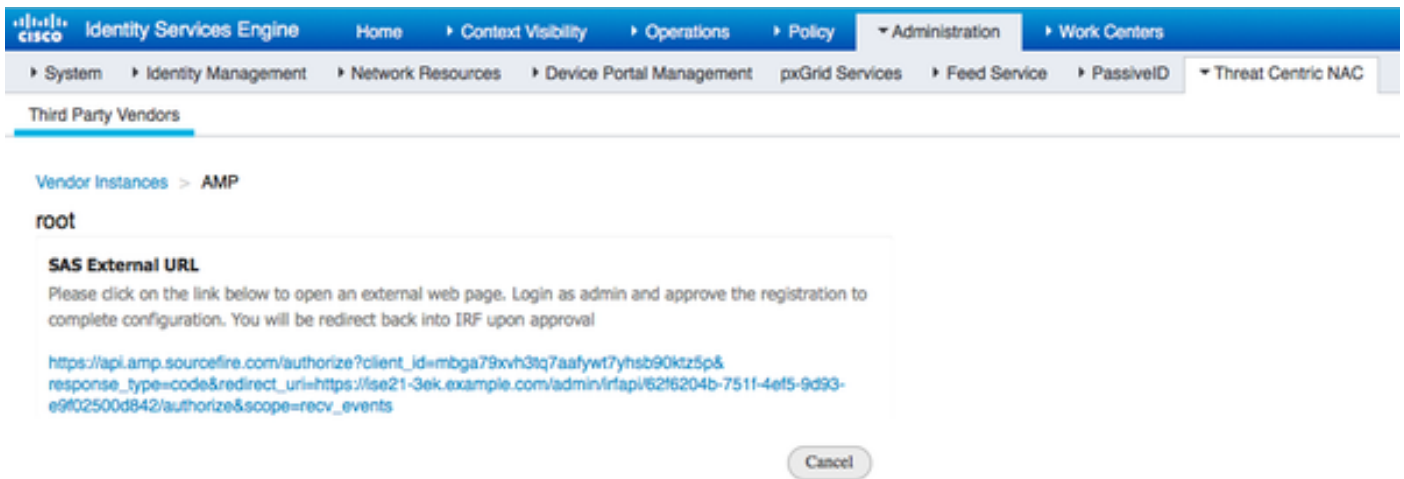 cisco Identity Services Engine Home Context Visibility Operations Policy Administration Work Centers
System Identity Management Network Resources Device Portal Management pxGrid Services Feed Service PassiveID Threat Centric NAC
Third Party Vendors
Vendor Instances > AMP
root
SAS External URL
Please click on the link below to open an external web page. Login as admin and approve the registration to
complete configuration. You will be redirect back into IRF upon approval
https://api.amp.sourcefire.com/authorize?client_id=mbga79xvh3tq7aafywt7yhsb90ktz5p&
response_type=code&redirect_uri=https://ise21-3ek.example.com/admin/irfapi/62f6204b-751f-4ef5-9d93-
e9f02500d842/authorize&scope=recv_events
Cancel